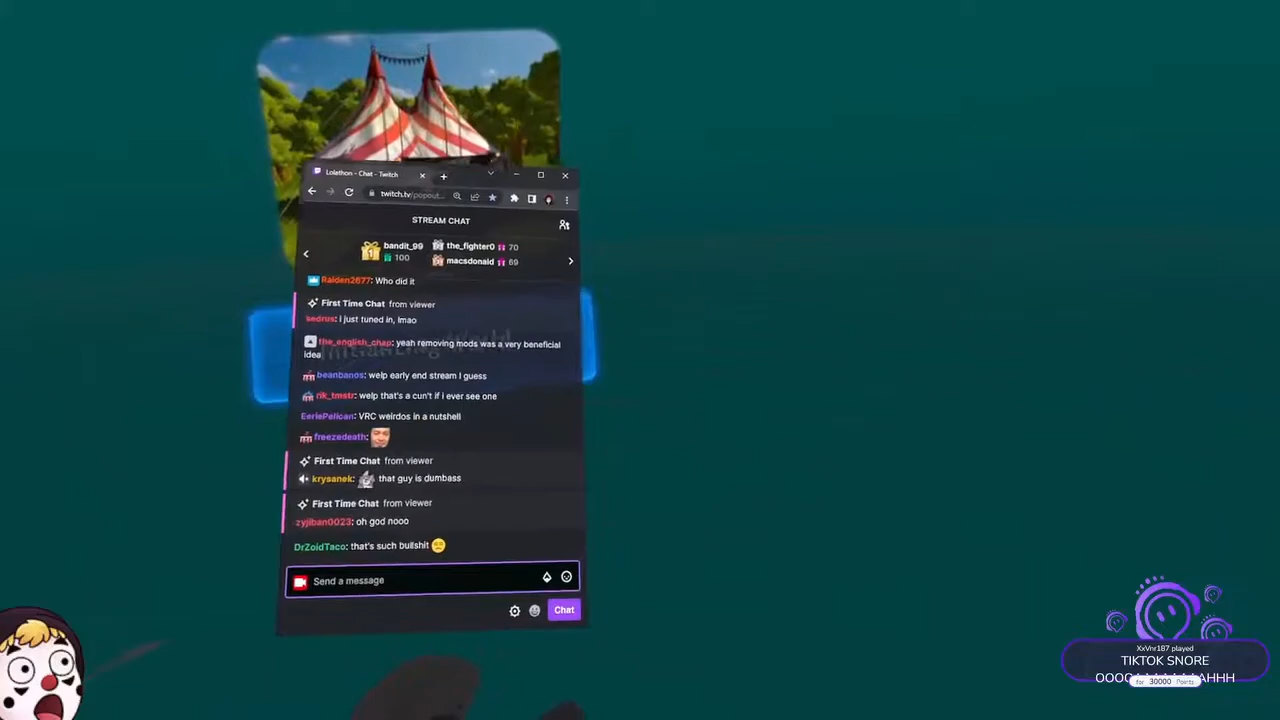 Lolathon - Chat - Twitch
twitch.tv/popout...
STREAM CHAT
bandit_99
100
the_fighter0 70
macsdonald 69
Raiden2677: Who did it
First Time Chat from viewer
sedrus: i just tuned in, lmao
the_english_chap: yeah removing mods was a very beneficial
idea
beanbanos: welp early end stream I guess
rik_tmstr: welp that's a cun't if i ever see one
EeriePelican: VRC weirdos in a nutshell
freezedeath:
First Time Chat from viewer
krysanek: that guy is dumbass
First Time Chat from viewer
zyjiban0023: oh god nooo
DrZoidTaco: that's such bullshit
Send a message
Chat
XxVnr187 played
TIKTOK SNORE
for 30000 Points